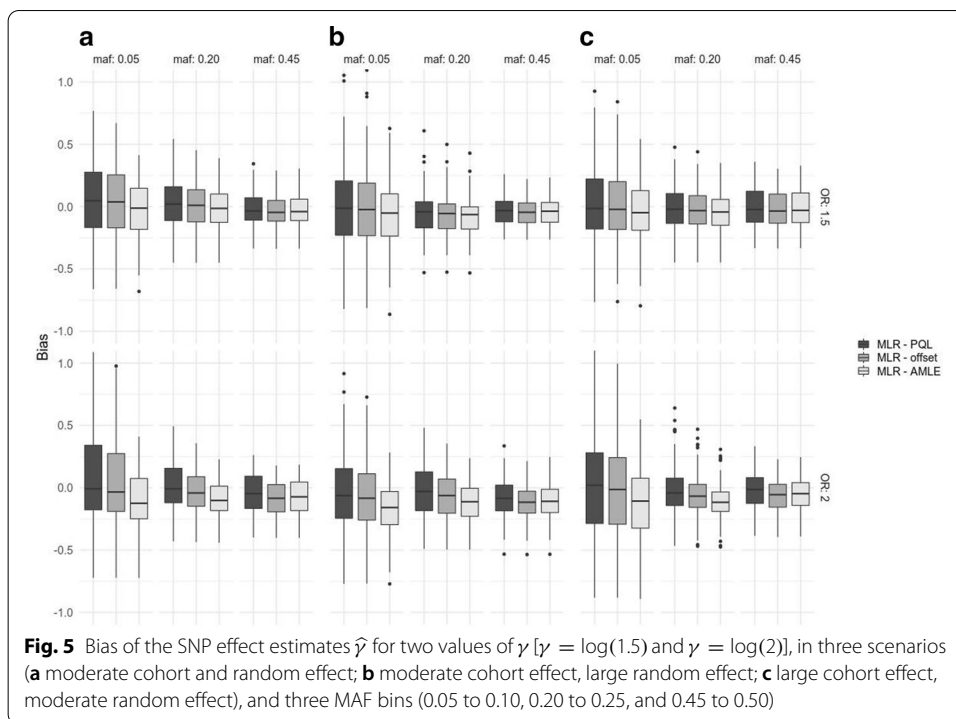 a b c
maf: 0.05 maf: 0.20 maf: 0.45 maf: 0.05 maf: 0.20 maf: 0.45 maf: 0.05 maf: 0.20 maf: 0.45
1.0
0.5
0.0
-0.5
-1.0
OR: 1.5
Bias
1.0
0.5
0.0
-0.5
-1.0
OR: 2
MLR - PQL
MLR - offset
MLR - AMLE
Fig. 5 Bias of the SNP effect estimates γ̂ for two values of γ [γ = log(1.5) and γ = log(2)], in three scenarios
(a moderate cohort and random effect; b moderate cohort effect, large random effect; c large cohort effect,
moderate random effect), and three MAF bins (0.05 to 0.10, 0.20 to 0.25, and 0.45 to 0.50)